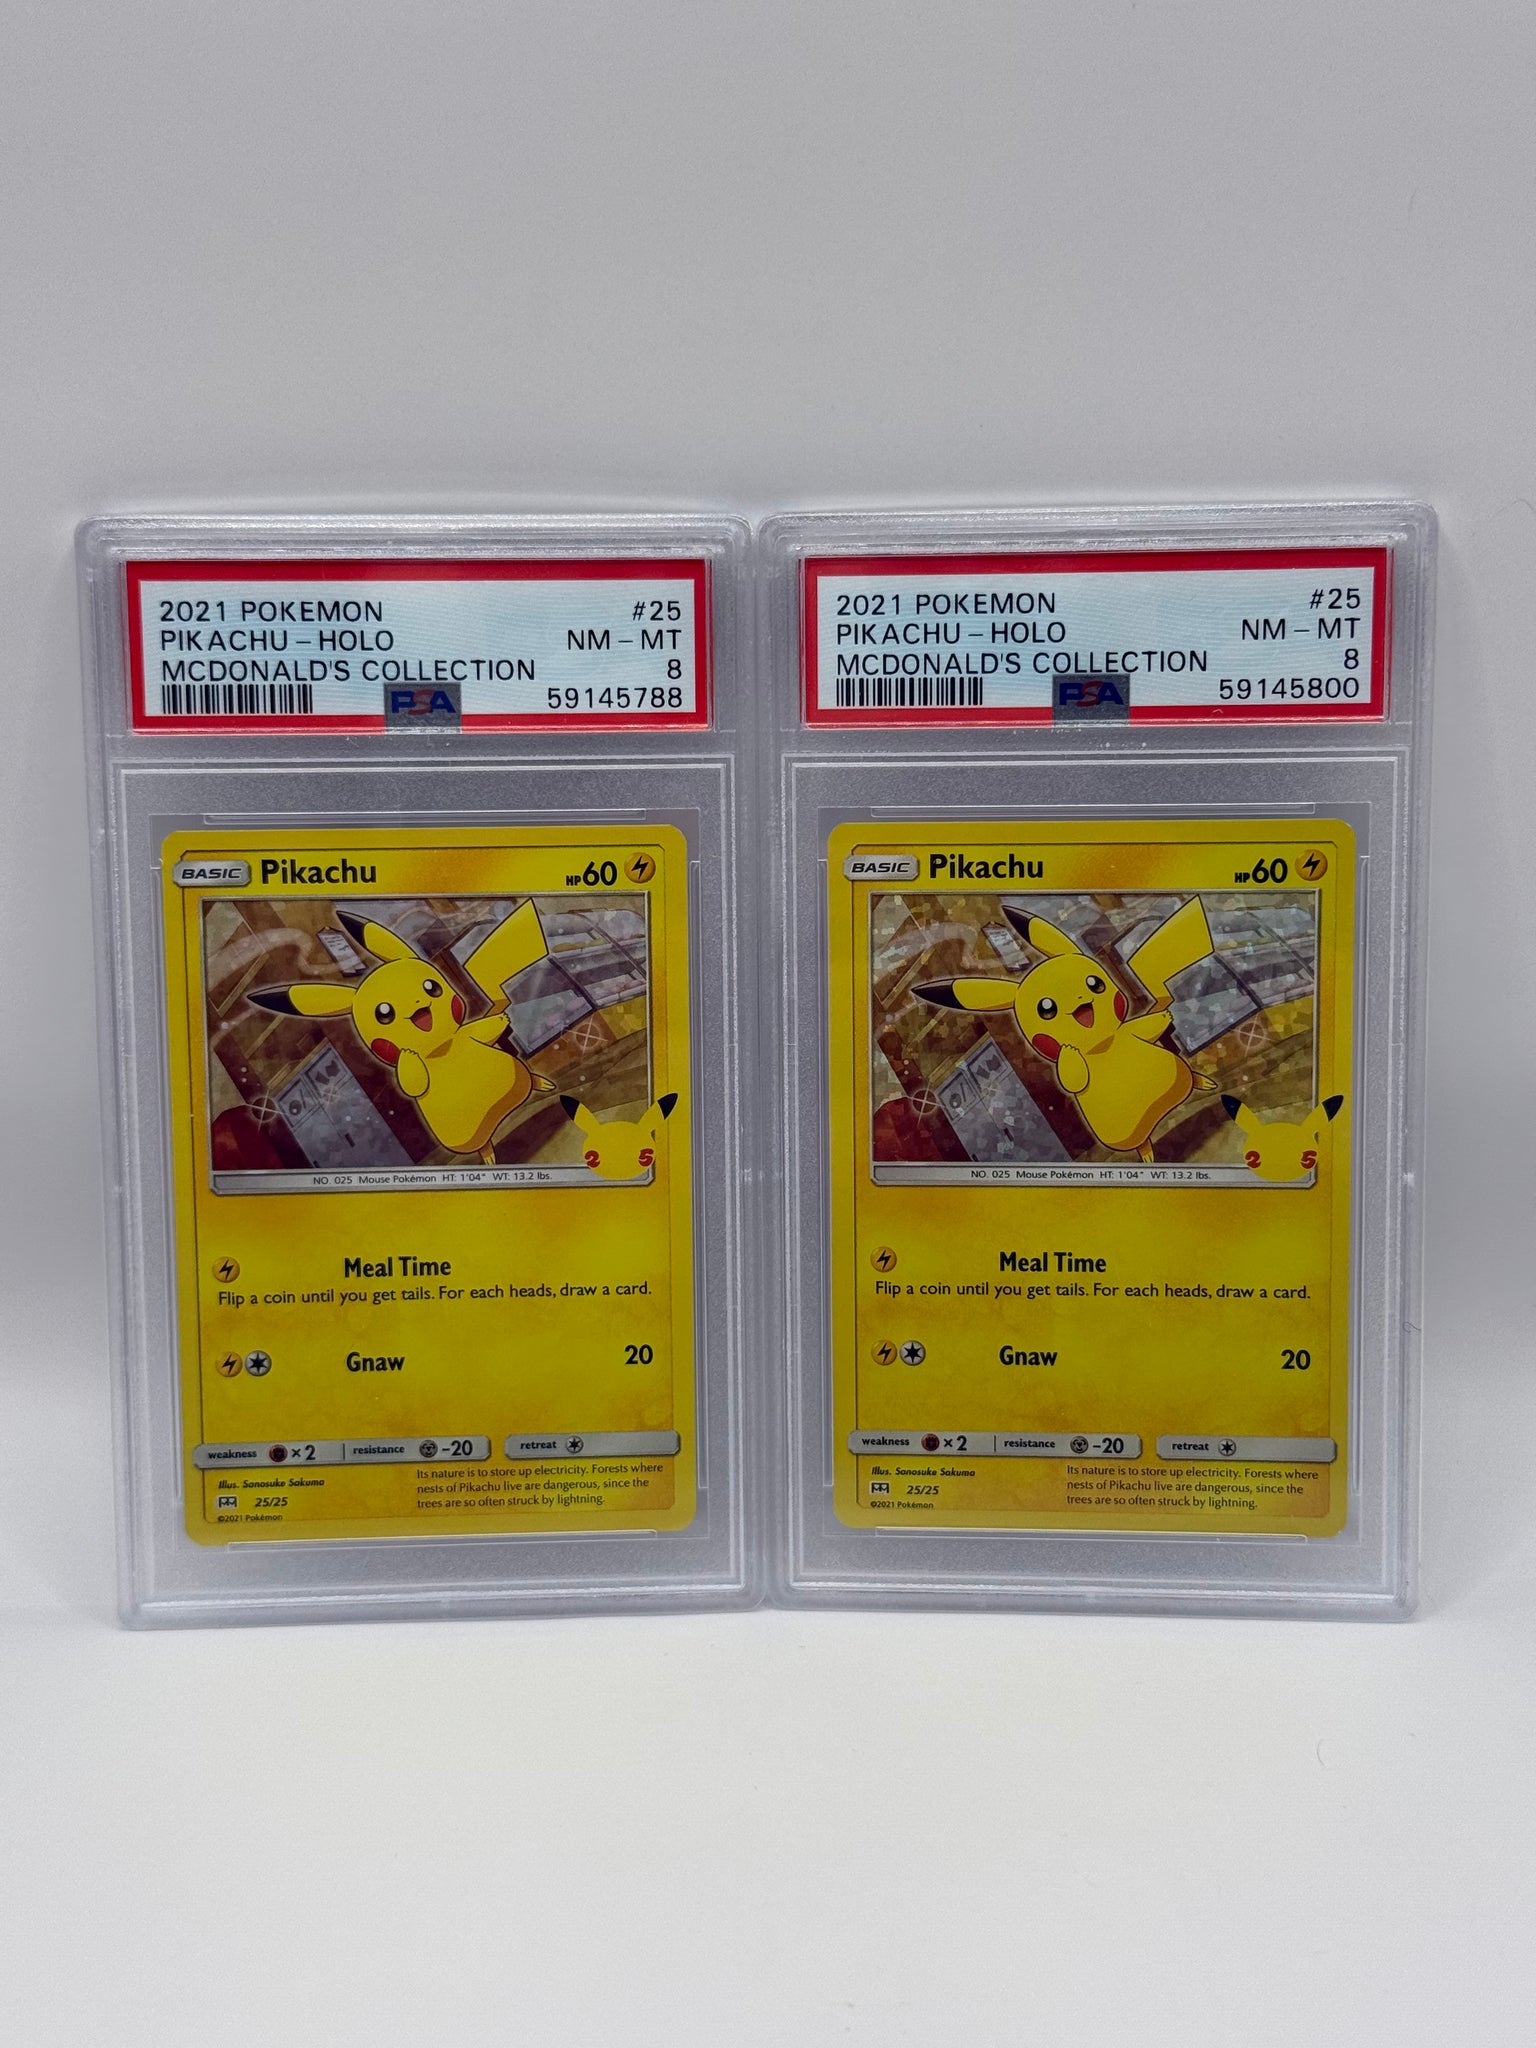 2021 POKEMON #25
PIKACHU - HOLO NM - MT
MCDONALD'S COLLECTION 8
PSA 59145788
BASIC Pikachu HP60
2 5
NO. 025 Mouse Pokémon HT: 1'04" WT: 13.2 lbs.
Meal Time
Flip a coin until you get tails. For each heads, draw a card.
Gnaw 20
weakness ×2 resistance -20 retreat
Illus. Sanosuke Sakuma
25/25
©2021 Pokémon
Its nature is to store up electricity. Forests where
nests of Pikachu live are dangerous, since the
trees are so often struck by lightning.
2021 POKEMON #25
PIKACHU - HOLO NM - MT
MCDONALD'S COLLECTION 8
PSA 59145800
BASIC Pikachu HP60
2 5
NO. 025 Mouse Pokémon HT: 1'04" WT: 13.2 lbs.
Meal Time
Flip a coin until you get tails. For each heads, draw a card.
Gnaw 20
weakness ×2 resistance -20 retreat
Illus. Sanosuke Sakuma
25/25
©2021 Pokémon
Its nature is to store up electricity. Forests where
nests of Pikachu live are dangerous, since the
trees are so often struck by lightning.